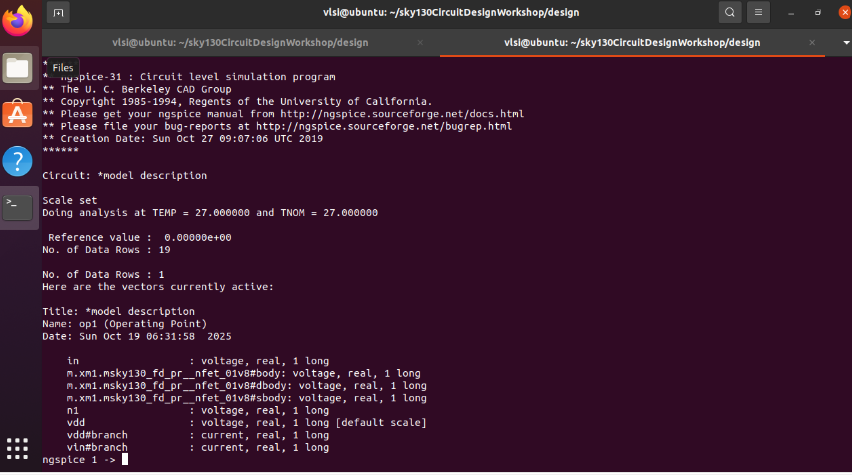 vlsi@ubuntu: ~/sky130CircuitDesignWorkshop/design
vlsi@ubuntu: ~/sky130CircuitDesignWorkshop/design
vlsi@ubuntu: ~/sky130CircuitDesignWorkshop/design
Files
** ngspice-31 : Circuit level simulation program
** The U. C. Berkeley CAD Group
** Copyright 1985-1994, Regents of the University of California.
** Please get your ngspice manual from http://ngspice.sourceforge.net/docs.html
** Please file your bug-reports at http://ngspice.sourceforge.net/bugrep.html
** Creation Date: Sun Oct 27 09:07:06 UTC 2019
******
Circuit: *model description
Scale set
Doing analysis at TEMP = 27.000000 and TNOM = 27.000000
Reference value :  0.00000e+00
No. of Data Rows : 19
No. of Data Rows : 1
Here are the vectors currently active:
Title: *model description
Name: op1 (Operating Point)
Date: Sun Oct 19 06:31:58  2025
in                  : voltage, real, 1 long
m.xm1.msky130_fd_pr__nfet_01v8#body: voltage, real, 1 long
m.xm1.msky130_fd_pr__nfet_01v8#dbody: voltage, real, 1 long
m.xm1.msky130_fd_pr__nfet_01v8#sbody: voltage, real, 1 long
n1                  : voltage, real, 1 long
vdd                 : voltage, real, 1 long [default scale]
vdd#branch          : current, real, 1 long
vin#branch          : current, real, 1 long
ngspice 1 ->